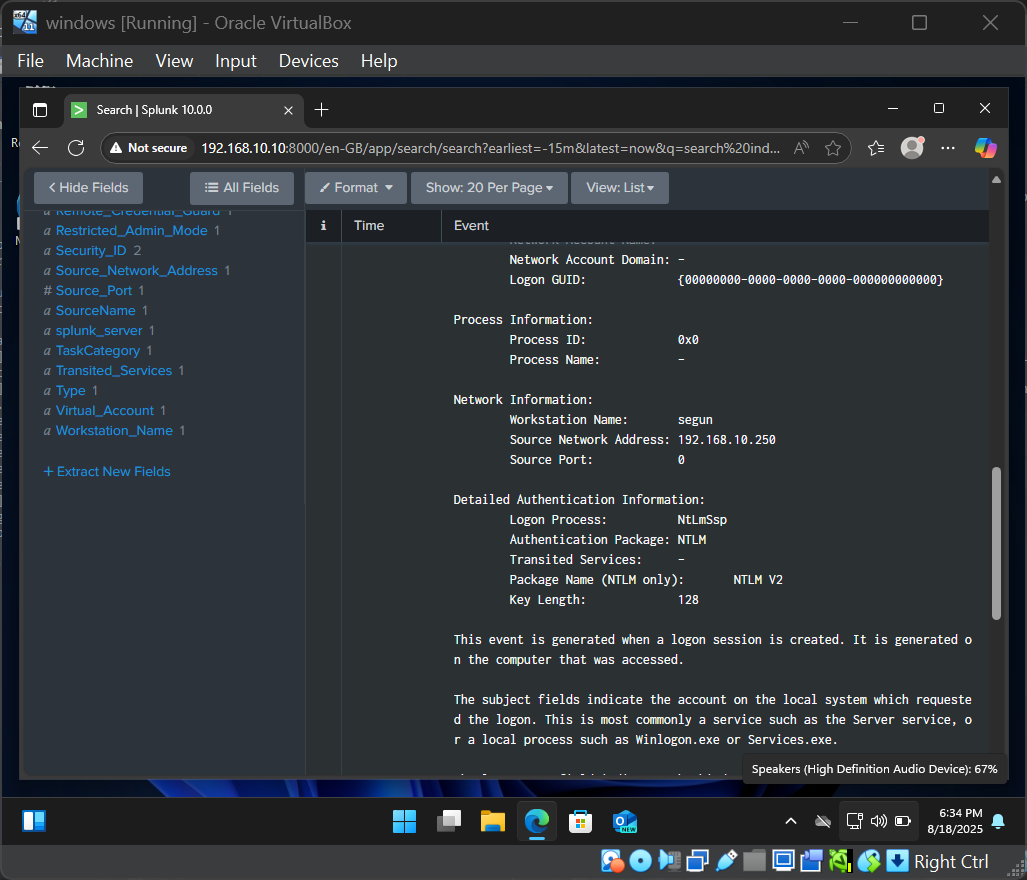 windows [Running] - Oracle VirtualBox
File Machine View Input Devices Help
Search | Splunk 10.0.0
Not secure 192.168.10.10:8000/en-GB/app/search/search?earliest=-15m&latest=now&q=search%20ind...
< Hide Fields All Fields Format Show: 20 Per Page View: List
i Time Event
a Remote_Credential_Guard 1
a Restricted_Admin_Mode 1
a Security_ID 2
a Source_Network_Address 1
# Source_Port 1
a SourceName 1
a splunk_server 1
a TaskCategory 1
a Transited_Services 1
a Type 1
a Virtual_Account 1
a Workstation_Name 1
+ Extract New Fields
Network Account Name: -
Network Account Domain: -
Logon GUID: {00000000-0000-0000-0000-000000000000}
Process Information:
Process ID: 0x0
Process Name: -
Network Information:
Workstation Name: segun
Source Network Address: 192.168.10.250
Source Port: 0
Detailed Authentication Information:
Logon Process: NtLmSsp
Authentication Package: NTLM
Transited Services: -
Package Name (NTLM only): NTLM V2
Key Length: 128
This event is generated when a logon session is created. It is generated o
n the computer that was accessed.
The subject fields indicate the account on the local system which requeste
d the logon. This is most commonly a service such as the Server service, o
r a local process such as Winlogon.exe or Services.exe.
Speakers (High Definition Audio Device): 67%
NEW
6:34 PM
8/18/2025
Right Ctrl